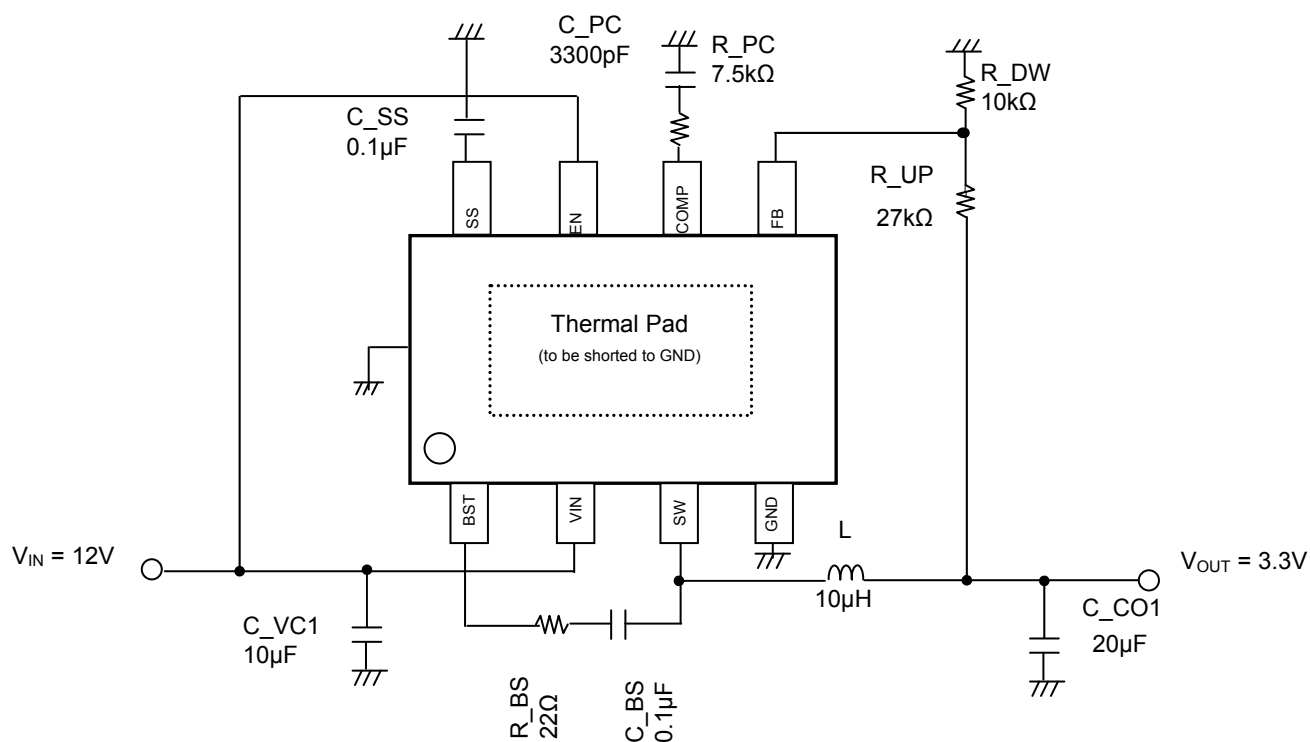 C_PC
3300pF
R_PC
7.5kΩ
R_DW
10kΩ
C_SS
0.1µF
R_UP
27kΩ
SS
EN
COMP
FB
Thermal Pad
(to be shorted to GND)
BST
VIN
SW
GND
L
10µH
VIN = 12V
VOUT = 3.3V
C_VC1
10µF
C_CO1
20µF
R_BS
22Ω
C_BS
0.1µF